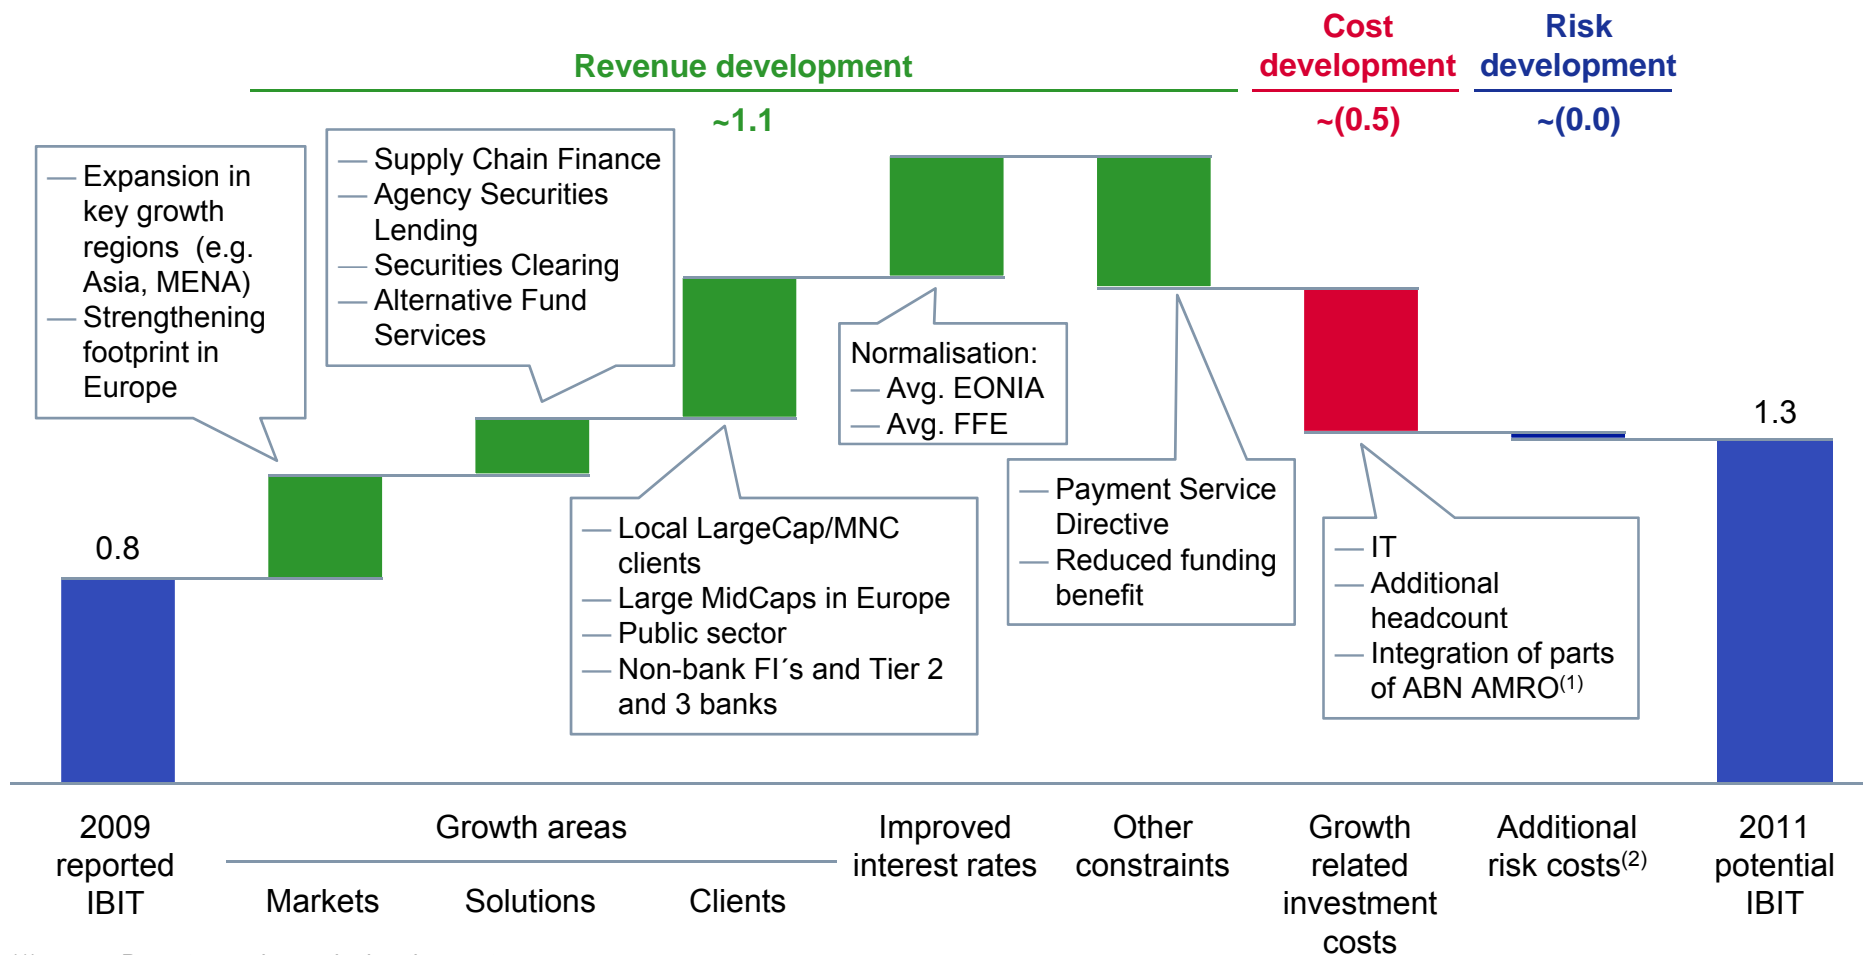 Revenue development
~1.1
Cost
development
~(0.5)
Risk
development
~(0.0)
— Expansion in
key growth
regions (e.g.
Asia, MENA)
— Strengthening
footprint in
Europe
— Supply Chain Finance
— Agency Securities
Lending
— Securities Clearing
— Alternative Fund
Services
Normalisation:
— Avg. EONIA
— Avg. FFE
— Local LargeCap/MNC
clients
— Large MidCaps in Europe
— Public sector
— Non-bank FI´s and Tier 2
and 3 banks
— Payment Service
Directive
— Reduced funding
benefit
— IT
— Additional
headcount
— Integration of parts
of ABN AMRO(1)
0.8
1.3
2009
reported
IBIT
Growth areas
Markets
Solutions
Clients
Improved
interest rates
Other
constraints
Growth
related
investment
costs
Additional
risk costs(2)
2011
potential
IBIT